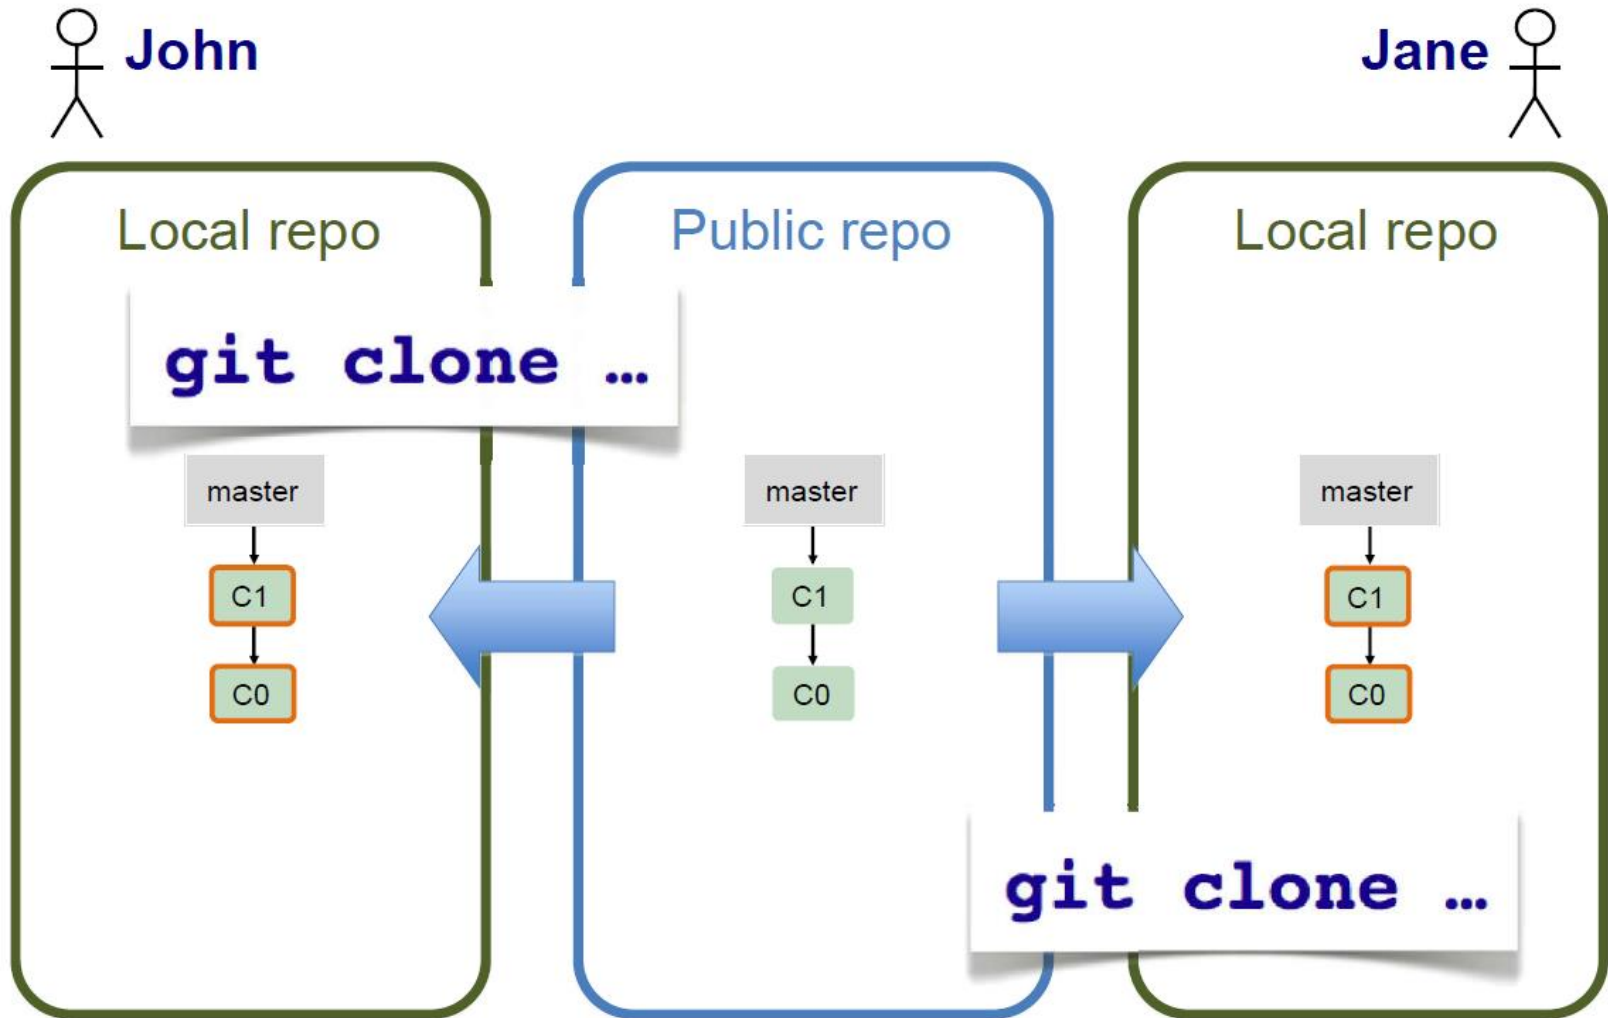 John
Jane
Local repo
Public repo
Local repo
git clone …
master
master
master
C1
C1
C1
C0
C0
C0
git clone …